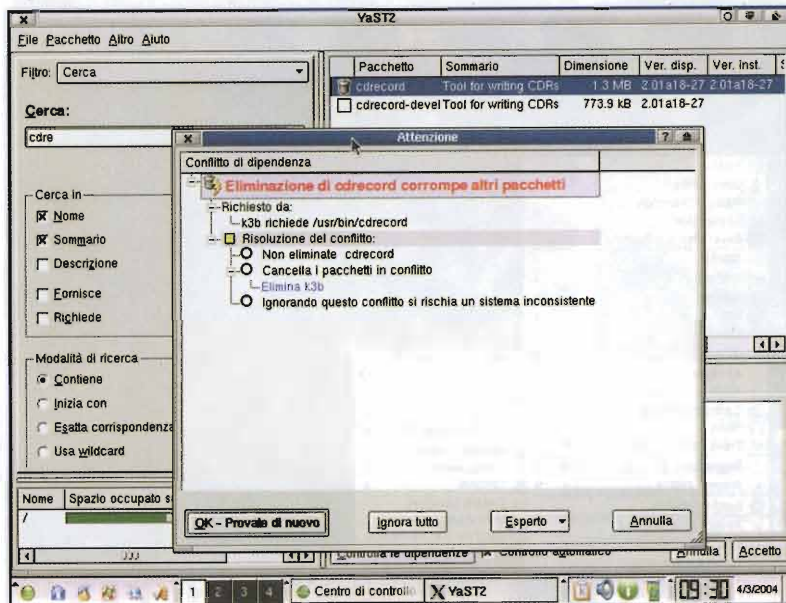 YaST2
File Pacchetto Altro Aiuto
Filtro: Cerca
Cerca:
cdre
Cerca in
Nome
Sommario
Descrizione
Fornisce
Richiede
Modalità di ricerca
Contiene
Inizia con
Esatta corrispondenza
Usa wildcard
Nome Spazio occupato
/
Pacchetto Sommario Dimensione Ver. disp. Ver. inst.
cdrecord Tool for writing CDRs 1.3 MB 2.01a18-27 2.01a18-27
cdrecord-devel Tool for writing CDRs 773.9 kB 2.01a18-27
Attenzione
Conflitto di dipendenza
Eliminazione di cdrecord corrompe altri pacchetti
Richiesto da:
k3b richiede /usr/bin/cdrecord
Risoluzione del conflitto:
Non eliminate cdrecord
Cancella i pacchetti in conflitto
Elimina k3b
Ignorando questo conflitto si rischia un sistema inconsistente
OK - Provate di nuovo Ignora tutto Esperto Annulla
Controlla le dipendenze Controllo automatico Annulla Accetto
1 2 3 4 Centro di controllo YaST2 09:30 4/3/2004